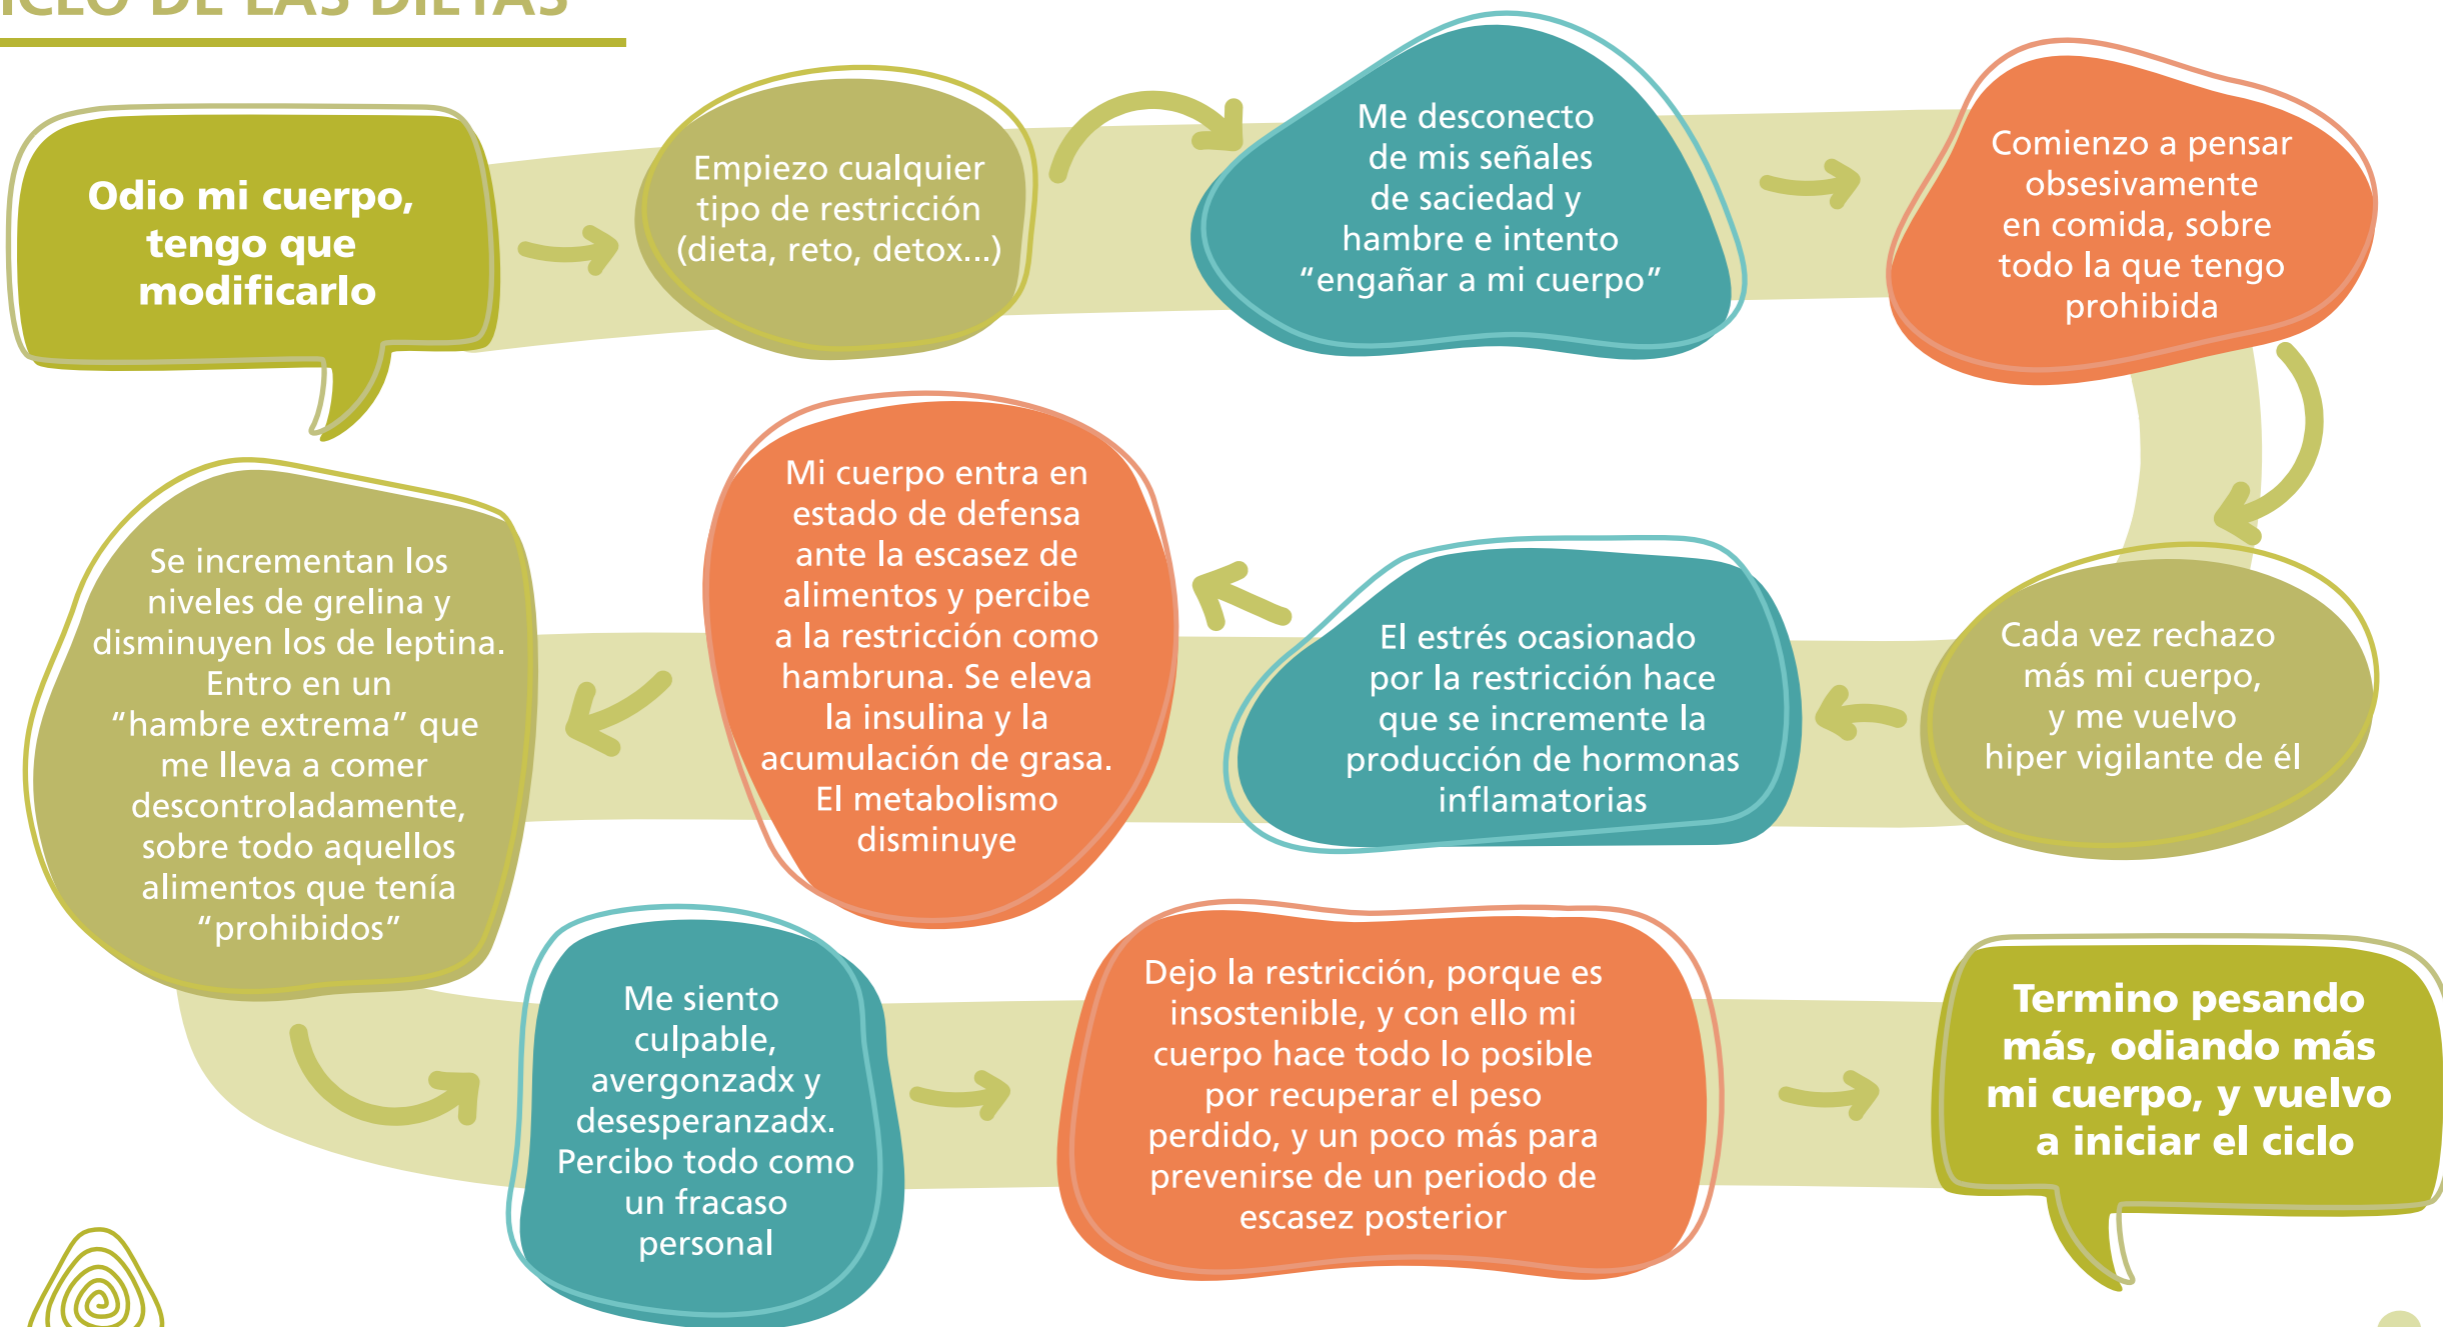 ICLO DE LAS DIETAS
Odio mi cuerpo,
tengo que
modificarlo
Empiezo cualquier
tipo de restricción
(dieta, reto, detox...)
Me desconecto
de mis señales
de saciedad y
hambre e intento
“engañar a mi cuerpo”
Comienzo a pensar
obsesivamente
en comida, sobre
todo la que tengo
prohibida
Cada vez rechazo
más mi cuerpo,
y me vuelvo
hiper vigilante de él
El estrés ocasionado
por la restricción hace
que se incremente la
producción de hormonas
inflamatorias
Mi cuerpo entra en
estado de defensa
ante la escasez de
alimentos y percibe
a la restricción como
hambruna. Se eleva
la insulina y la
acumulación de grasa.
El metabolismo
disminuye
Se incrementan los
niveles de grelina y
disminuyen los de leptina.
Entro en un
“hambre extrema” que
me lleva a comer
descontroladamente,
sobre todo aquellos
alimentos que tenía
“prohibidos”
Me siento
culpable,
avergonzadx y
desesperanzadx.
Percibo todo como
un fracaso
personal
Dejo la restricción, porque es
insostenible, y con ello mi
cuerpo hace todo lo posible
por recuperar el peso
perdido, y un poco más para
prevenirse de un periodo de
escasez posterior
Termino pesando
más, odiando más
mi cuerpo, y vuelvo
a iniciar el ciclo